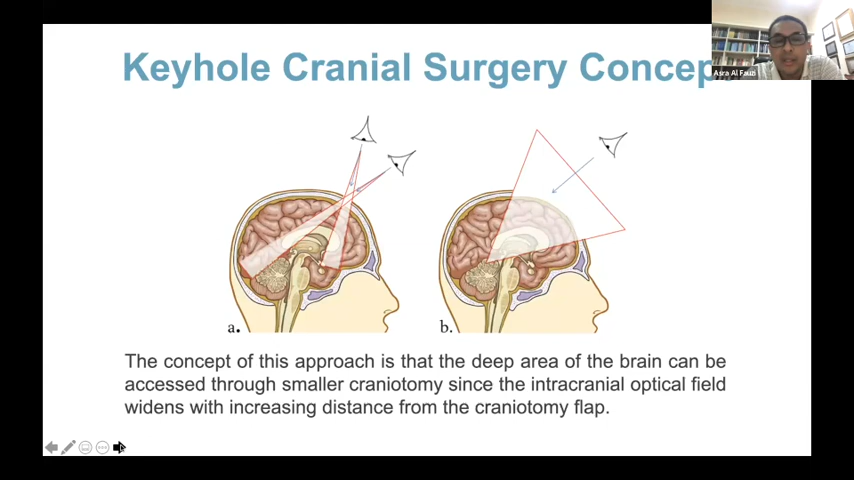 Keyhole Cranial Surgery Concep
Asra Al Fauzi
a.
b.
The concept of this approach is that the deep area of the brain can be
accessed through smaller craniotomy since the intracranial optical field
widens with increasing distance from the craniotomy flap.